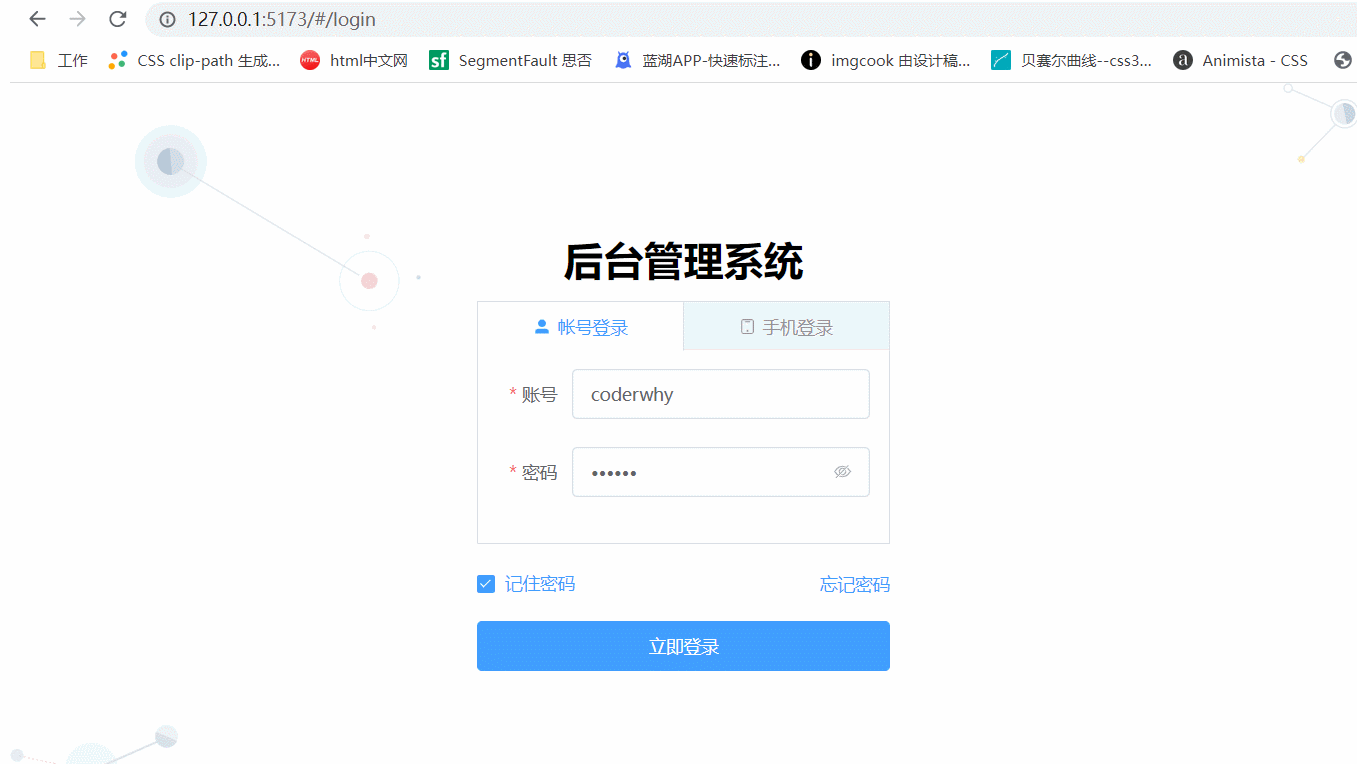 127.0.0.1:5173/#/login
工作 CSS clip-path 生成... HTML html中文网 sf SegmentFault 思否 蓝湖APP-快速标注... i imgcook 由设计稿... 贝赛尔曲线--css3... a Animista - CSS
后台管理系统
帐号登录 手机登录
* 账号 coderwhy
* 密码 ••••••
记住密码 忘记密码
立即登录